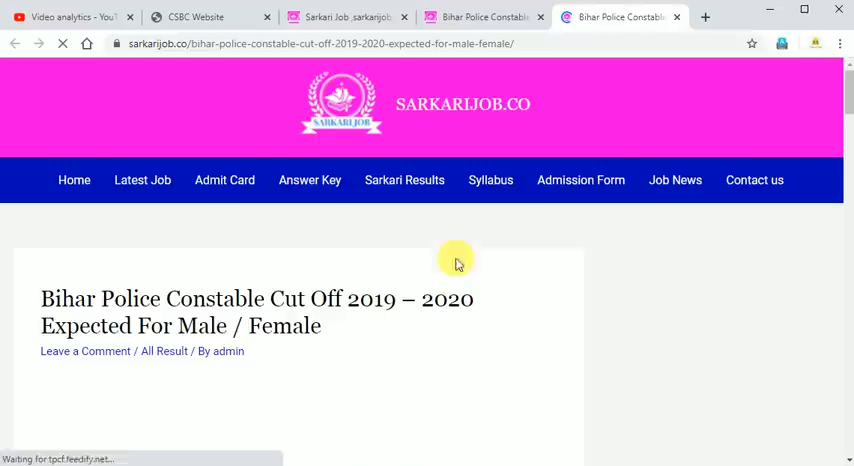 Video analytics - YouT
CSBC Website
Sarkari Job ,sarkarijob
Bihar Police Constable
Bihar Police Constable
sarkarijob.co/bihar-police-constable-cut-off-2019-2020-expected-for-male-female/
SARKARIJOB
SARKARIJOB.CO
Home Latest Job Admit Card Answer Key Sarkari Results Syllabus Admission Form Job News Contact us
Bihar Police Constable Cut Off 2019 – 2020
Expected For Male / Female
Leave a Comment / All Result / By admin
Waiting for tpcf.feedify.net...